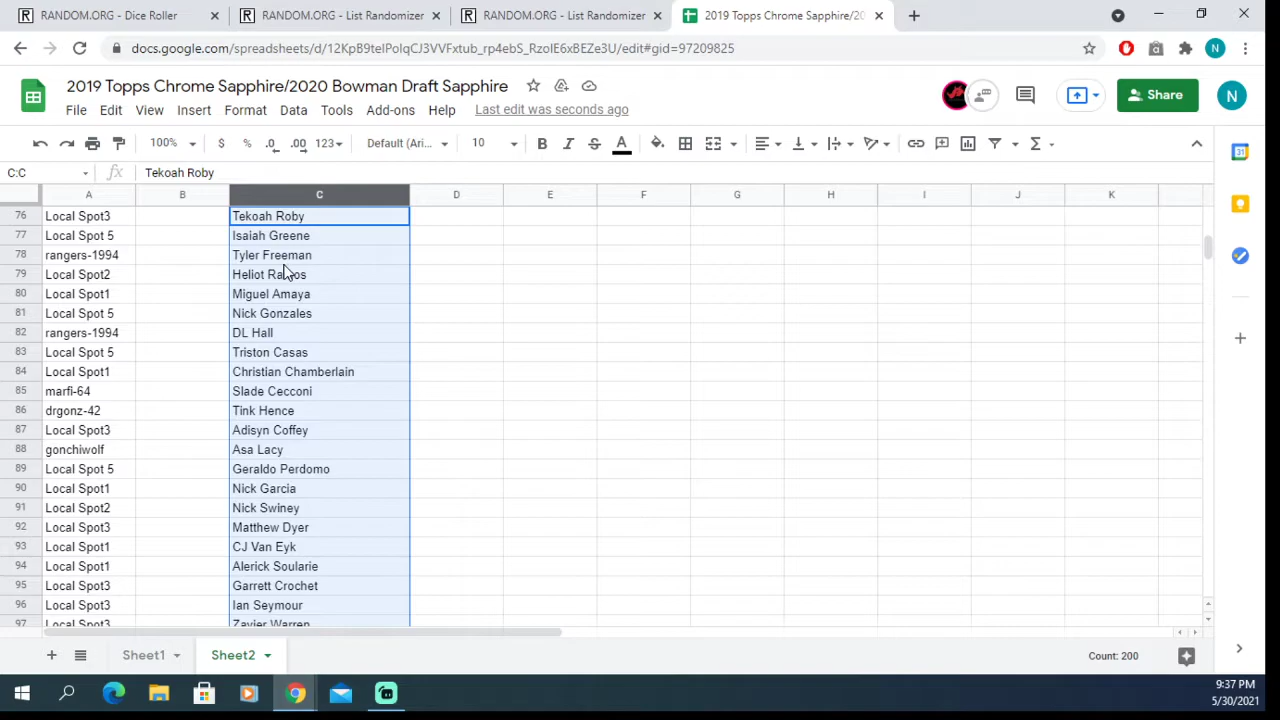 RANDOM.ORG - Dice Roller × RANDOM.ORG - List Randomizer × RANDOM.ORG - List Randomizer × 2019 Topps Chrome Sapphire/20 × +
docs.google.com/spreadsheets/d/
2019 Topps Chrome Sapphire/2020 Bowman Draft Sapphire
File Edit View Insert Format Data Tools Add-ons Help Last edit was seconds ago
Share N
100% $ % .0 .00 123 Default (Ari... 10 B I S A
C:C fx Tekoah Roby
A B C D E F G H I J K
76 Local Spot3 Tekoah Roby
77 Local Spot 5 Isaiah Greene
78 rangers-1994 Tyler Freeman
79 Local Spot2 Heliot Ramos
80 Local Spot1 Miguel Amaya
81 Local Spot 5 Nick Gonzales
82 rangers-1994 DL Hall
83 Local Spot 5 Triston Casas
84 Local Spot1 Christian Chamberlain
85 marfi-64 Slade Cecconi
86 drgonz-42 Tink Hence
87 Local Spot3 Adisyn Coffey
88 gonchiwolf Asa Lacy
89 Local Spot 5 Geraldo Perdomo
90 Local Spot1 Nick Garcia
91 Local Spot2 Nick Swiney
92 Local Spot3 Matthew Dyer
93 Local Spot1 CJ Van Eyk
94 Local Spot1 Alerick Soularie
95 Local Spot3 Garrett Crochet
96 Local Spot3 Ian Seymour
97 Local Spot3 Zavier Warren
Sheet1 Sheet2 Count: 200
9:37 PM
5/30/2021